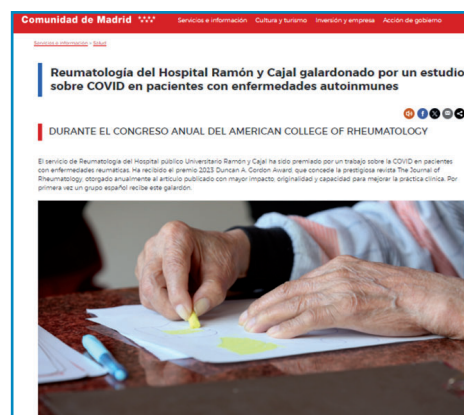 Comunidad de Madrid
Servicios e información Cultura y turismo Inversión y empresa Acción de gobierno
Servicios e información > Salud
Reumatología del Hospital Ramón y Cajal galardonado por un estudio
sobre COVID en pacientes con enfermedades autoinmunes
DURANTE EL CONGRESO ANUAL DEL AMERICAN COLLEGE OF RHEUMATOLOGY
El servicio de Reumatología del Hospital público Universitario Ramón y Cajal ha sido premiado por un trabajo sobre la COVID en pacientes
con enfermedades reumáticas. Ha recibido el premio 2023 Duncan A. Gordon Award, que concede la prestigiosa revista The Journal of
Rheumatology, otorgado anualmente al artículo publicado con mayor impacto, originalidad y capacidad para mejorar la práctica clínica. Por
primera vez un grupo español recibe este galardón.